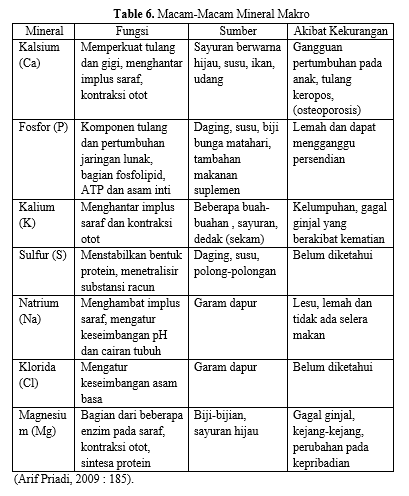 Table 6. Macam-Macam Mineral Makro
Mineral Fungsi Sumber Akibat Kekurangan
Kalsium Memperkuat tulang Sayuran berwarna Gangguan
(Ca) dan gigi, menghantar hijau, susu, ikan, pertumbuhan pada
implus saraf, udang anak, tulang
kontraksi otot keropos,
(osteoporosis)
Fosfor (P) Komponen tulang Daging, susu, biji Lemah dan dapat
dan pertumbuhan bunga matahari, mengganggu
jaringan lunak, tambahan persendian
bagian fosfolipid, makanan
ATP dan asam inti suplemen
Kalium Menghantar implus Beberapa buah- Kelumpuhan, gagal
(K) saraf dan kontraksi buahan , sayuran, ginjal yang
otot dedak (sekam) berakibat kematian
Sulfur (S) Menstabilkan bentuk Daging, susu, Belum diketahui
protein, menetralisir polong-polongan
substansi racun
Natrium Menghambat implus Garam dapur Lesu, lemah dan
(Na) saraf, mengatur tidak ada selera
keseimbangan pH makan
dan cairan tubuh
Klorida Mengatur Garam dapur Belum diketahui
(Cl) keseimbangan asam
basa
Magnesiu Bagian dari beberapa Biji-bijian, Gagal ginjal,
m (Mg) enzim pada saraf, sayuran hijau kejang-kejang,
kontraksi otot, perubahan pada
sintesa protein kepribadian
(Arif Priadi, 2009 : 185).